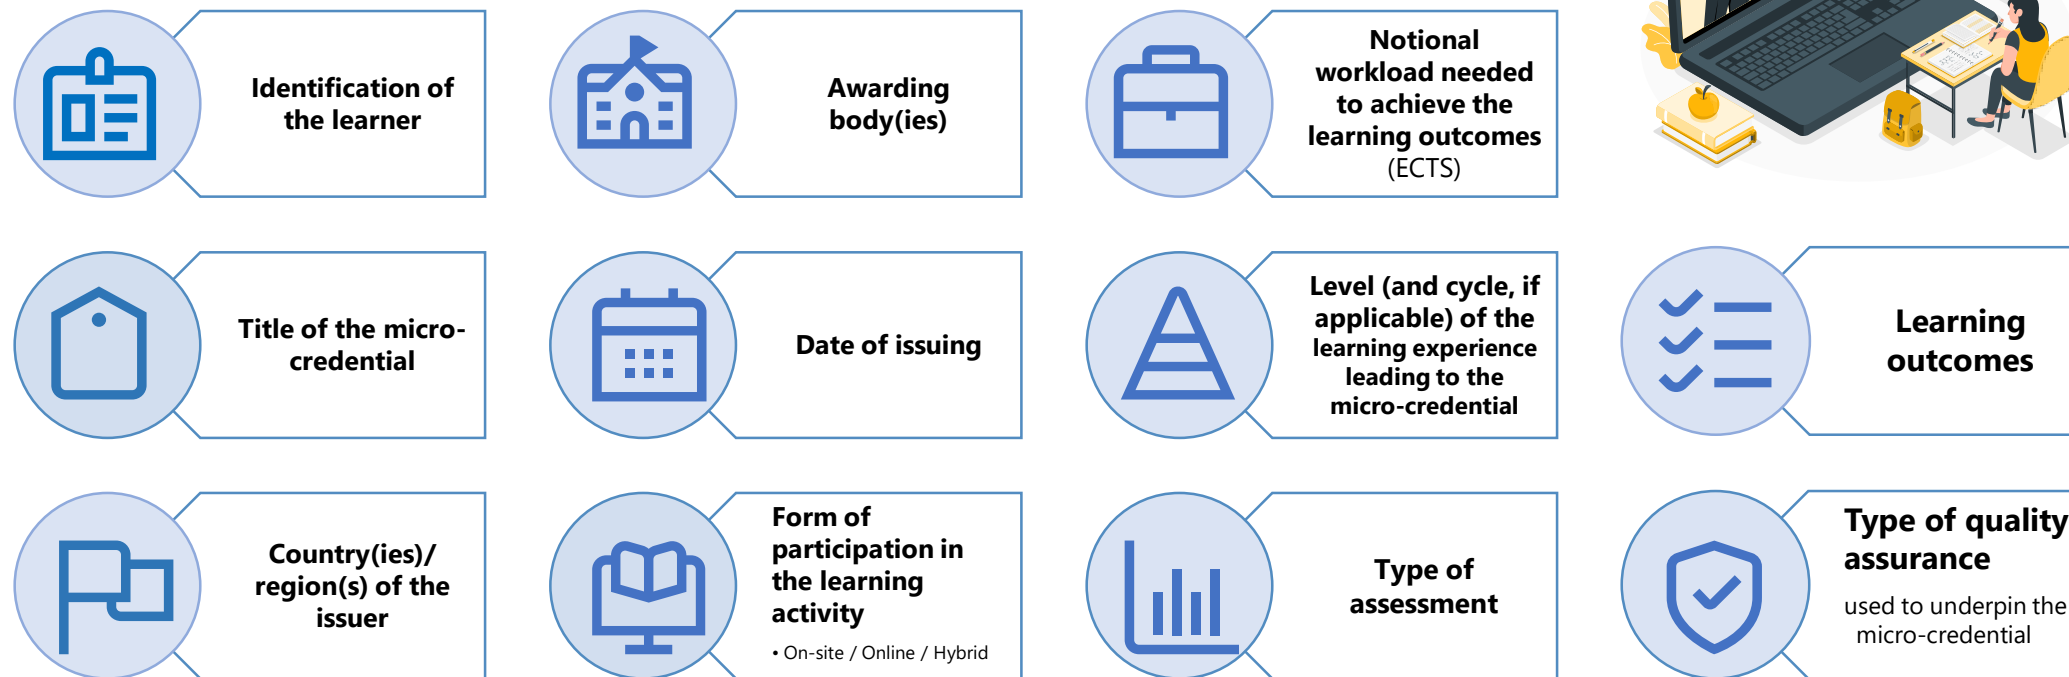 Identification of
the learner
Awarding
body(ies)
Notional
workload needed
to achieve the
learning outcomes
(ECTS)
Title of the micro-
credential
Date of issuing
Level (and cycle, if
applicable) of the
learning experience
leading to the
micro-credential
Learning
outcomes
Country(ies)/
region(s) of the
issuer
Form of
participation in
the learning
activity
• On-site / Online / Hybrid
Type of
assessment
Type of quality
assurance
used to underpin the
micro-credential